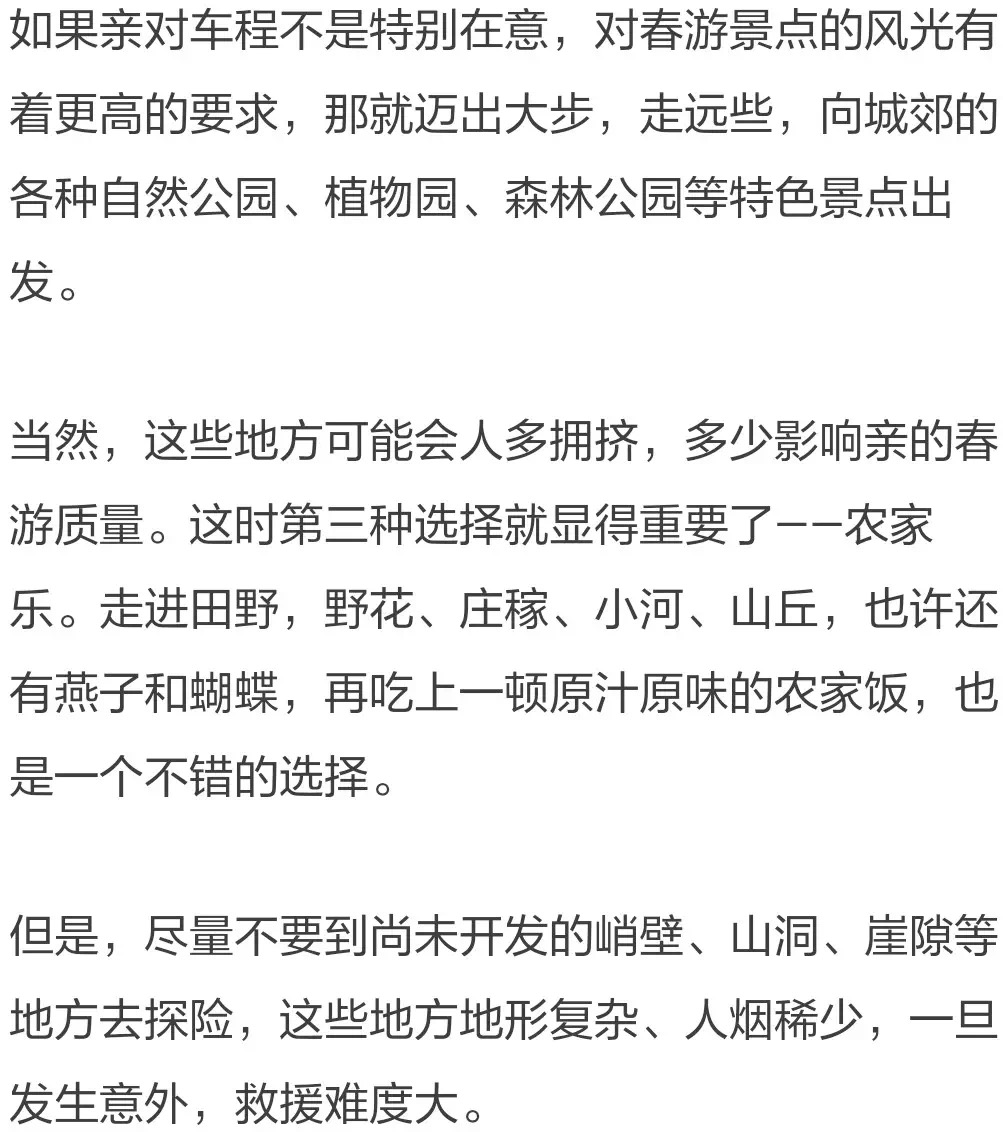 如果亲对车程不是特别在意，对春游景点的风光有
着更高的要求，那就迈出大步，走远些，向城郊的
各种自然公园、植物园、森林公园等特色景点出
发。
当然，这些地方可能会人多拥挤，多少影响亲的春
游质量。这时第三种选择就显得重要了——农家
乐。走进田野，野花、庄稼、小河、山丘，也许还
有燕子和蝴蝶，再吃上一顿原汁原味的农家饭，也
是一个不错的选择。
但是，尽量不要到尚未开发的峭壁、山洞、崖隙等
地方去探险，这些地方地形复杂、人烟稀少，一旦
发生意外，救援难度大。